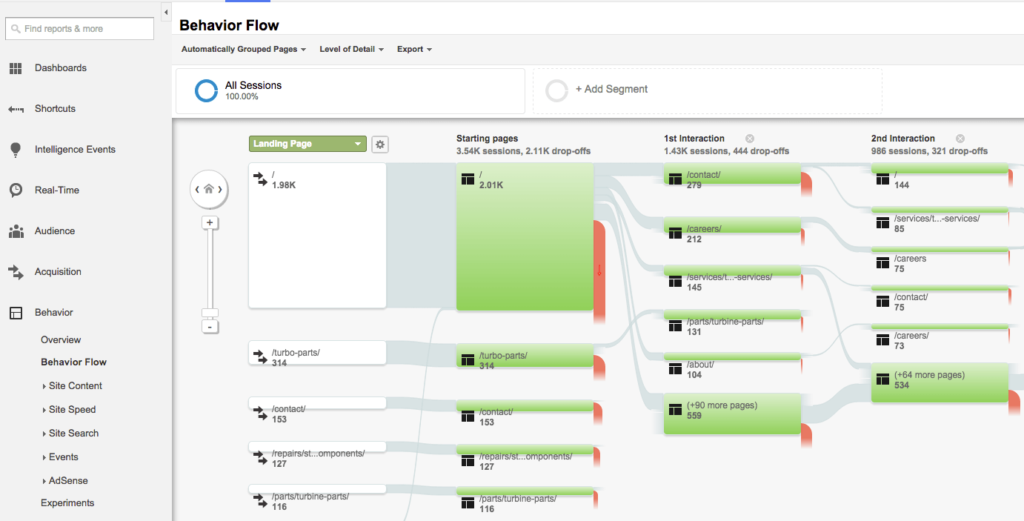 Find reports & more
Dashboards
Shortcuts
Intelligence Events
Real-Time
Audience
Acquisition
Behavior
Overview
Behavior Flow
Site Content
Site Speed
Site Search
Events
AdSense
Experiments
Behavior Flow
Automatically Grouped Pages Level of Detail Export
All Sessions
100.00%
+ Add Segment
Landing Page
/
1.98K
/turbo-parts/
314
/contact/
153
/repairs/st...omponents/
127
/parts/turbine-parts/
116
+
-
Starting pages
3.54K sessions, 2.11K drop-offs
/
2.01K
/turbo-parts/
314
/contact/
153
/repairs/st...omponents/
127
/parts/turbine-parts/
116
1st Interaction
1.43K sessions, 444 drop-offs
/contact/
279
/careers/
212
/services/t...-services/
145
/parts/turbine-parts/
131
/about/
104
(+90 more pages)
559
2nd Interaction
986 sessions, 321 drop-offs
/
144
/services/t...-services/
85
/careers
75
/contact/
75
/careers/
73
(+64 more pages)
534